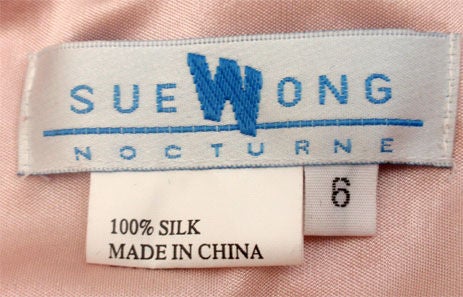 SUE WONG
NOCTURNE
6
100% SILK
MADE IN CHINA